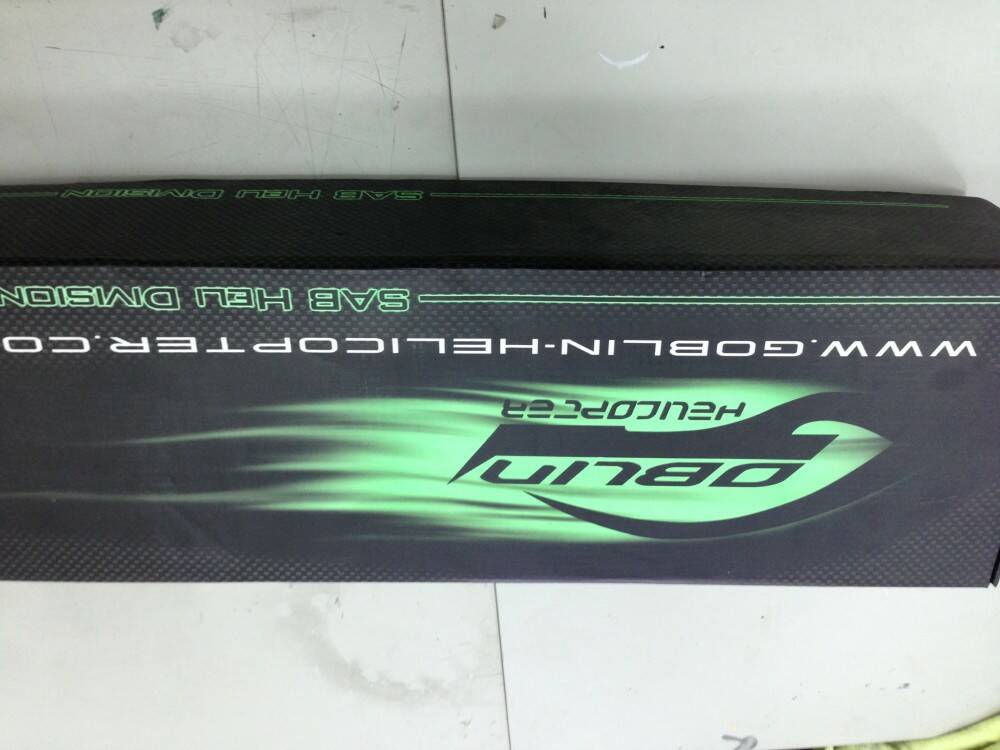 GOBLIN
HELICOPTER
WWW.GOBLIN-HELICOPTER.CO
SAB HELI DIVISION
SAB HELI DIVISION